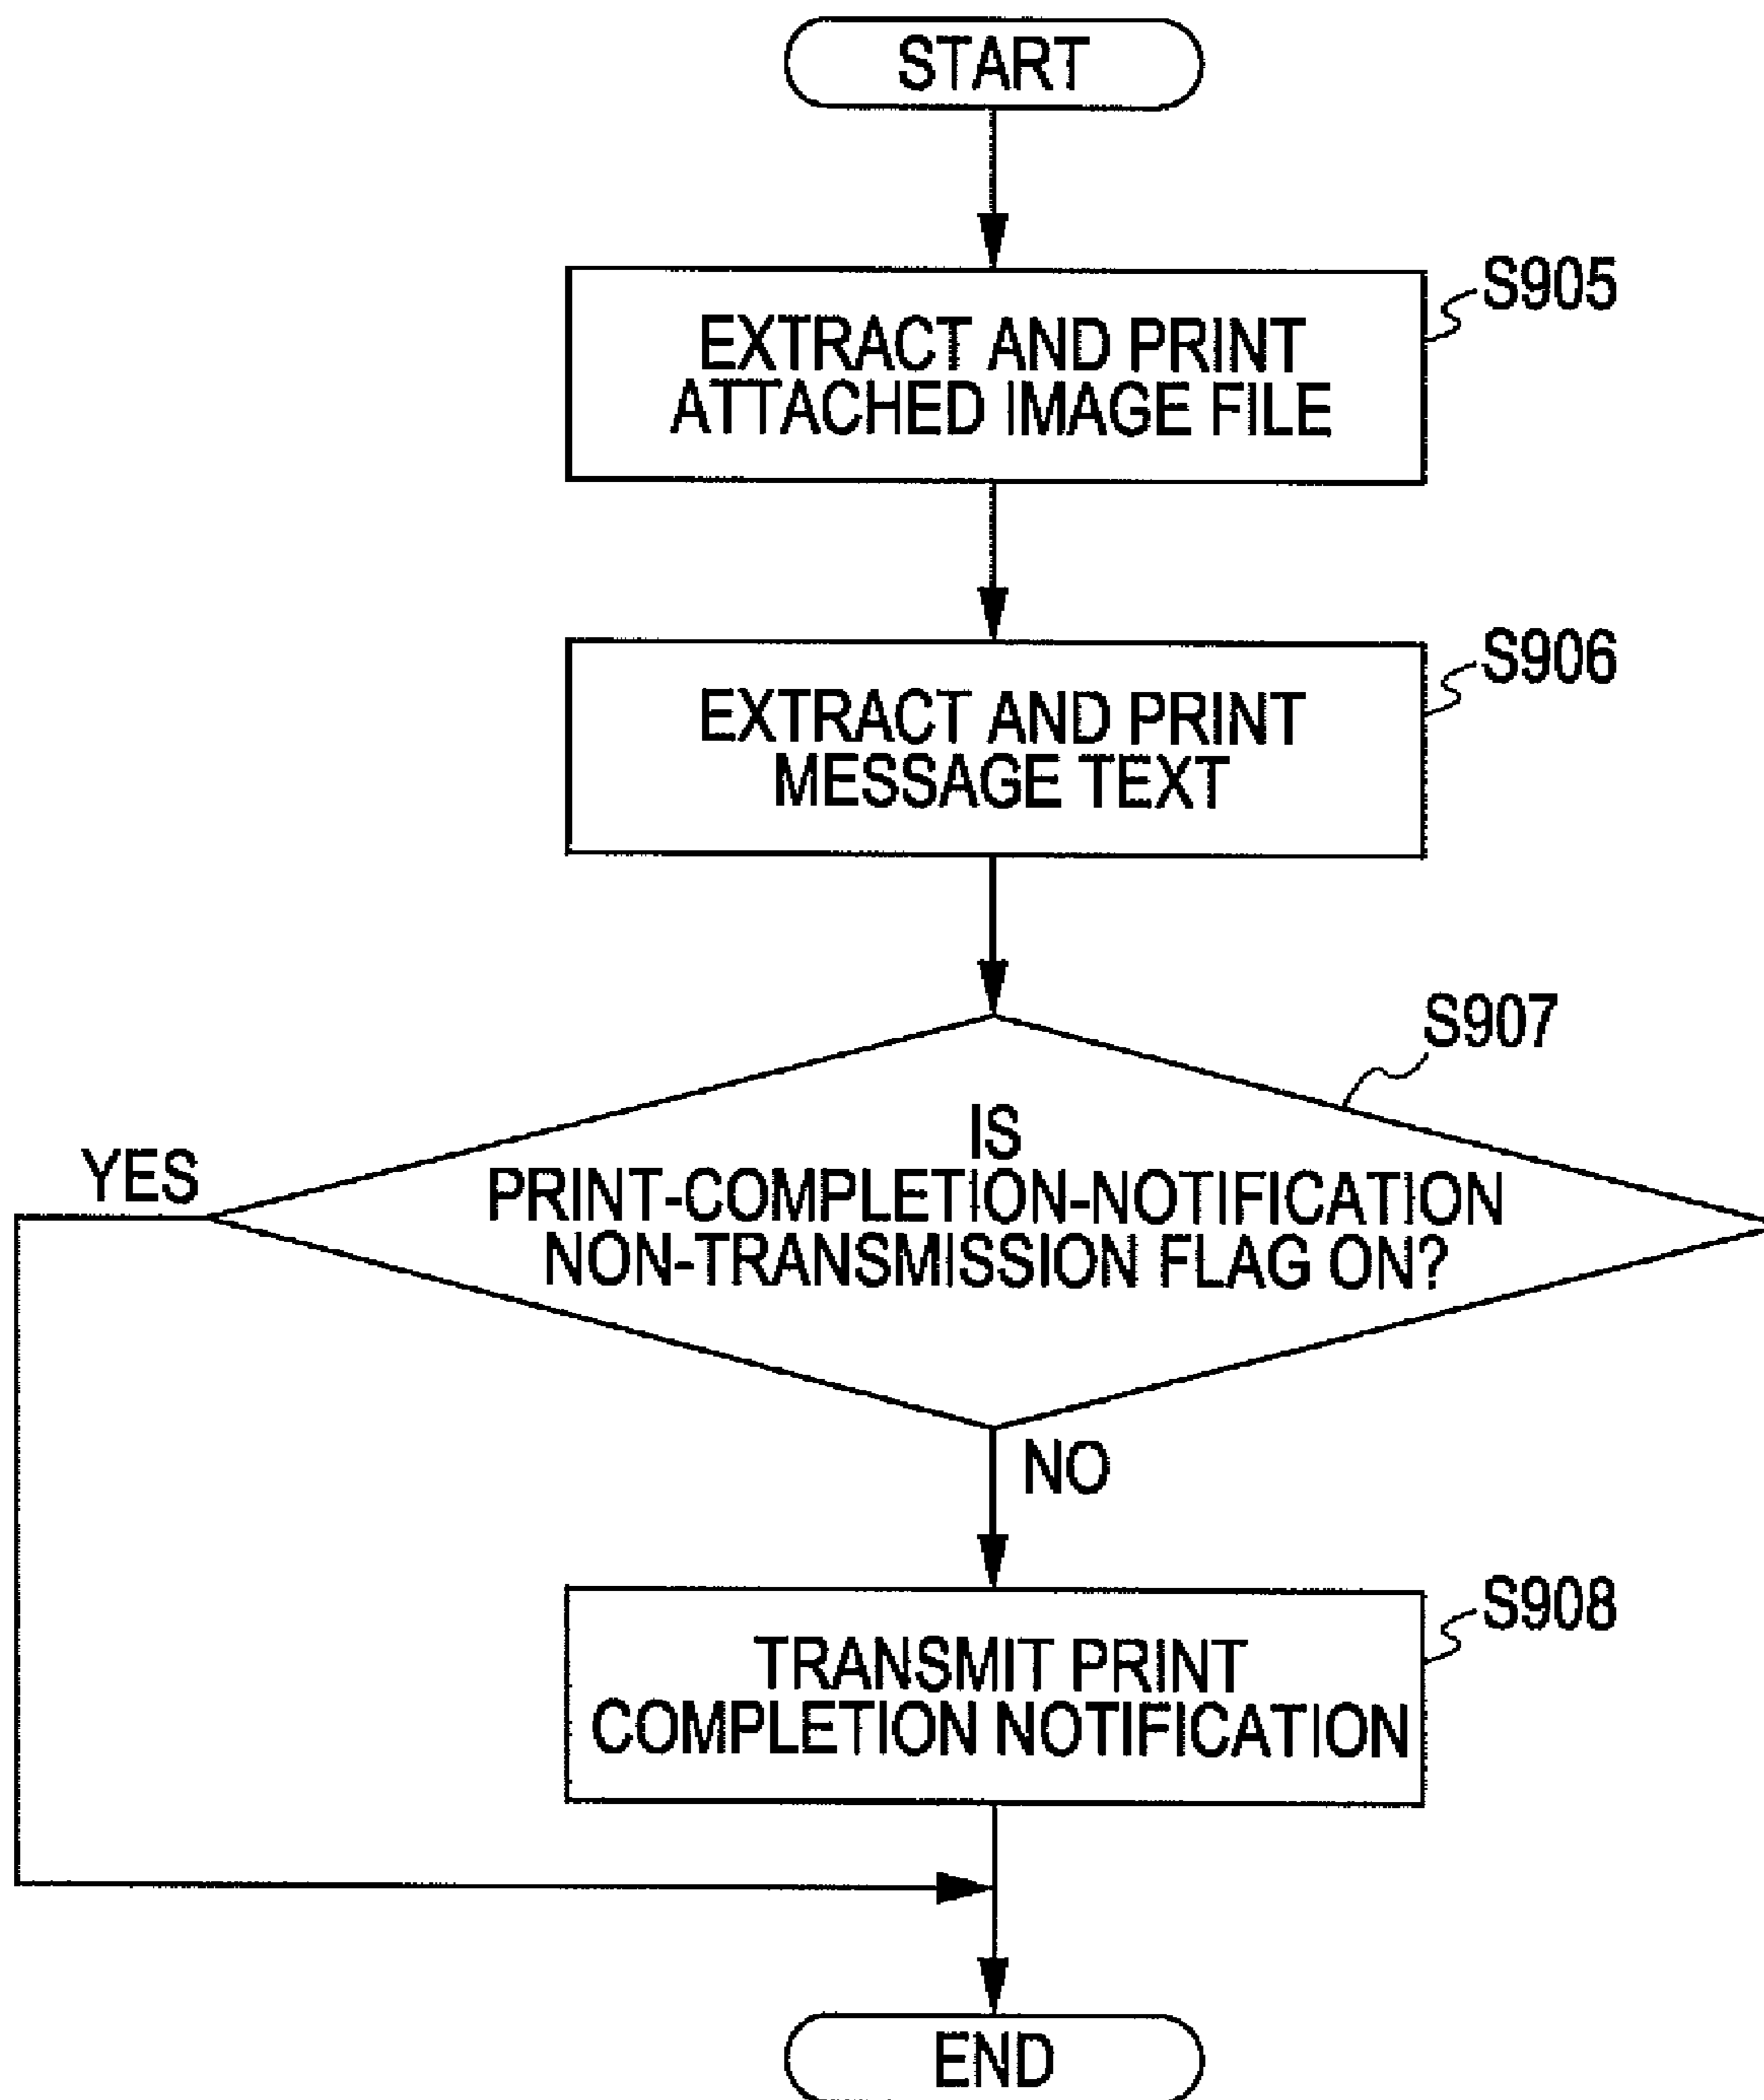 START
S905
EXTRACT AND PRINT
ATTACHED IMAGE FILE
S906
EXTRACT AND PRINT
MESSAGE TEXT
S907
IS
PRINT-COMPLETION-NOTIFICATION
NON-TRANSMISSION FLAG ON?
YES
NO
S908
TRANSMIT PRINT
COMPLETION NOTIFICATION
END